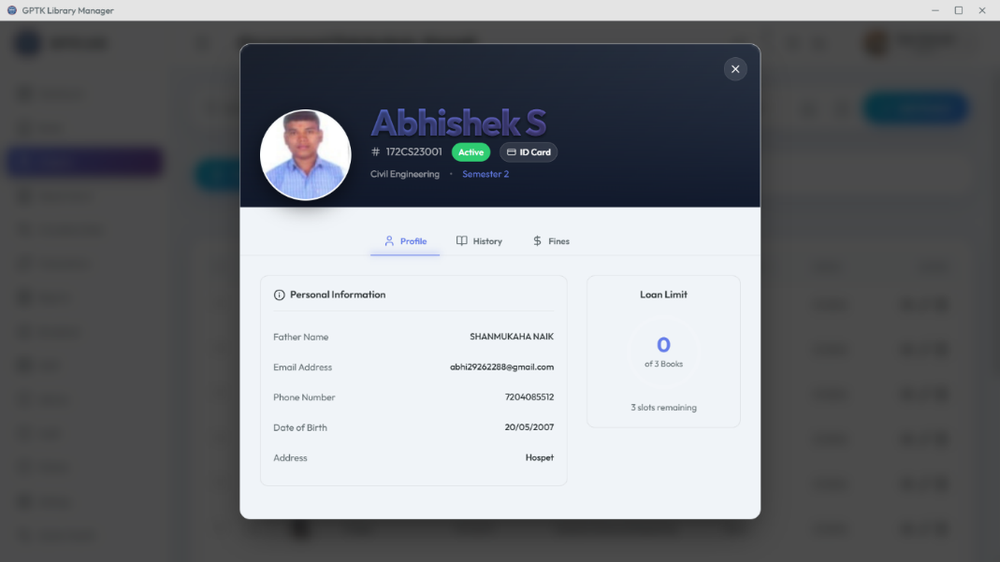 GPTK Library Manager
Abhishek S
# 172CS23001 Active ID Card
Civil Engineering • Semester 2
Profile History $ Fines
Personal Information
Father Name SHANMUKAHA NAIK
Email Address abhi29262288@gmail.com
Phone Number 7204085512
Date of Birth 20/05/2007
Address Hospet
Loan Limit
0
of 3 Books
3 slots remaining